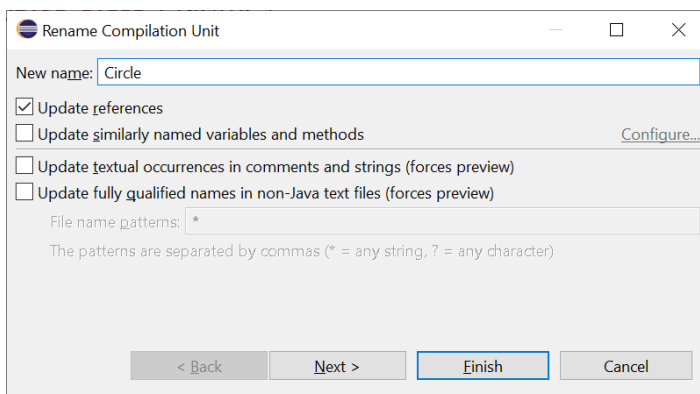 Rename Compilation Unit
New name: Circle
Update references
Update similarly named variables and methods Configure...
Update textual occurrences in comments and strings (forces preview)
Update fully qualified names in non-Java text files (forces preview)
File name patterns: *
The patterns are separated by commas (* = any string, ? = any character)
< Back Next > Finish Cancel